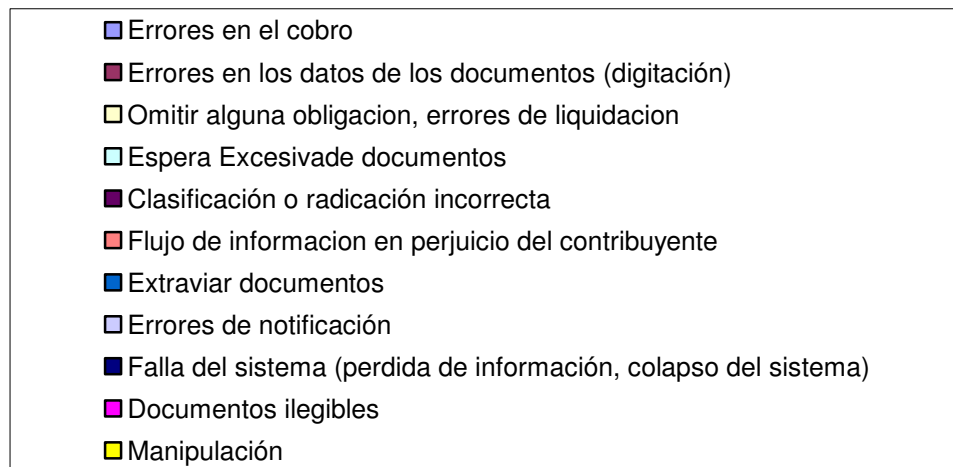 Errores en el cobro
Errores en los datos de los documentos (digitación)
Omitir alguna obligacion, errores de liquidacion
Espera Excesivade documentos
Clasificación o radicación incorrecta
Flujo de informacion en perjuicio del contribuyente
Extraviar documentos
Errores de notificación
Falla del sistema (perdida de información, colapso del sistema)
Documentos ilegibles
Manipulación